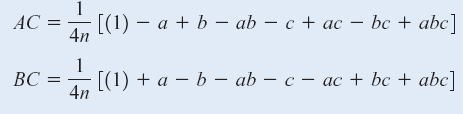 AC = 1/4n [(1) − a + b − ab − c + ac − bc + abc]
BC = 1/4n [(1) + a − b − ab − c − ac + bc + abc]